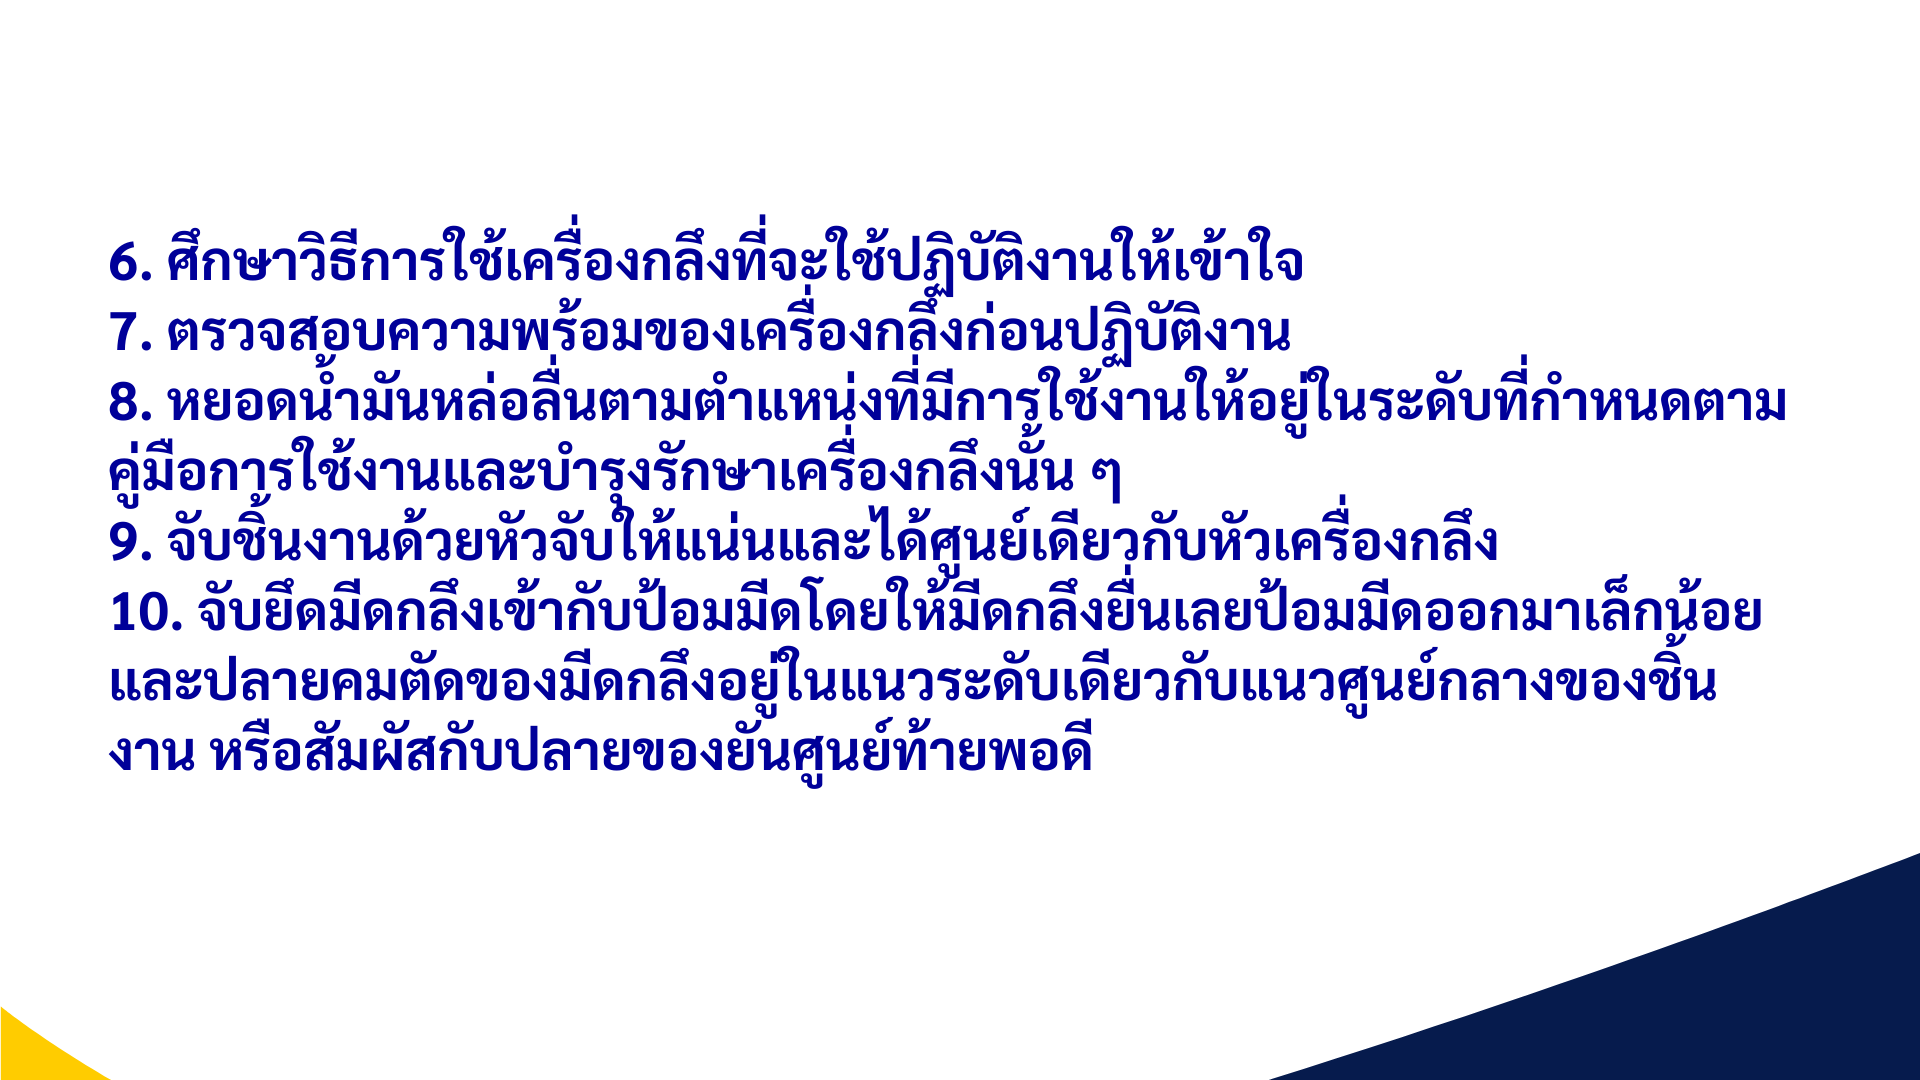 6. ศึกษาวิธีการใช้เครื่องกลึงที่จะใช้ปฏิบัติงานให้เข้าใจ
7. ตรวจสอบความพร้อมของเครื่องกลึงก่อนปฏิบัติงาน
8. หยอดน้ำมันหล่อลื่นตามตำแหน่งที่มีการใช้งานให้อยู่ในระดับที่กำหนดตาม
คู่มือการใช้งานและบำรุงรักษาเครื่องกลึงนั้น ๆ
9. จับชิ้นงานด้วยหัวจับให้แน่นและได้ศูนย์เดียวกับหัวเครื่องกลึง
10. จับยึดมีดกลึงเข้ากับป้อมมีดโดยให้มีดกลึงยื่นเลยป้อมมีดออกมาเล็กน้อย
และปลายคมตัดของมีดกลึงอยู่ในแนวระดับเดียวกับแนวศูนย์กลางของชิ้น
งาน หรือสัมผัสกับปลายของยันศูนย์ท้ายพอดี